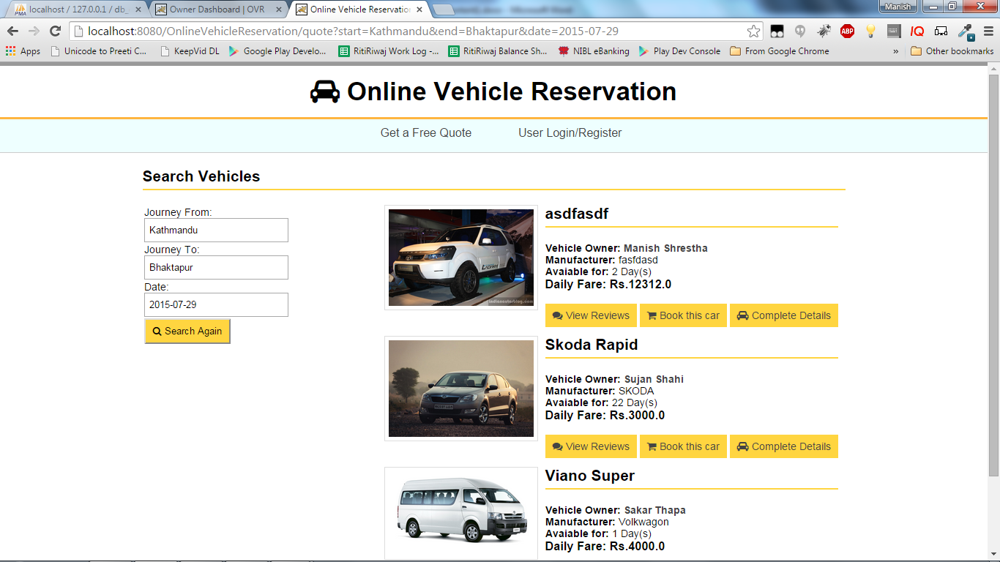 localhost / 127.0.0.1 / db_
Owner Dashboard | OVR
Online Vehicle Reservation
Manish
localhost:8080/OnlineVehicleReservation/quote?start=Kathmandu&end=Bhaktapur&date=2015-07-29
ABP
IQ
Apps
Unicode to Preeti C...
KeepVid DL
Google Play Develo...
RitiRiwaj Work Log -...
RitiRiwaj Balance Sh...
NIBL eBanking
Play Dev Console
From Google Chrome
»
Other bookmarks
Online Vehicle Reservation
Get a Free Quote
User Login/Register
Search Vehicles
Journey From:
Kathmandu
Journey To:
Bhaktapur
Date:
2015-07-29
Search Again
asdfasdf
Vehicle Owner: Manish Shrestha
Manufacturer: fasfdasd
Avaiable for: 2 Day(s)
Daily Fare: Rs.12312.0
View Reviews
Book this car
Complete Details
Skoda Rapid
Vehicle Owner: Sujan Shahi
Manufacturer: SKODA
Avaiable for: 22 Day(s)
Daily Fare: Rs.3000.0
View Reviews
Book this car
Complete Details
Viano Super
Vehicle Owner: Sakar Thapa
Manufacturer: Volkwagon
Avaiable for: 1 Day(s)
Daily Fare: Rs.4000.0